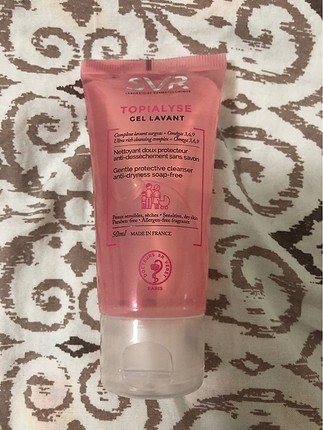 SVR
TOPIALYSE
GEL LAVANT
Complexe lavant surgras + Oméga 3,6,9
Ultra-rich cleansing complex + Omega 3,6,9
Nettoyant doux protecteur
anti-dessèchement sans savon
Gentle protective cleanser
anti-dryness soap-free
Peaux sensibles, sèches • Sensitive, dry skin
Paraben-free • Allergen-free fragrance
50ml MADE IN FRANCE
PARIS